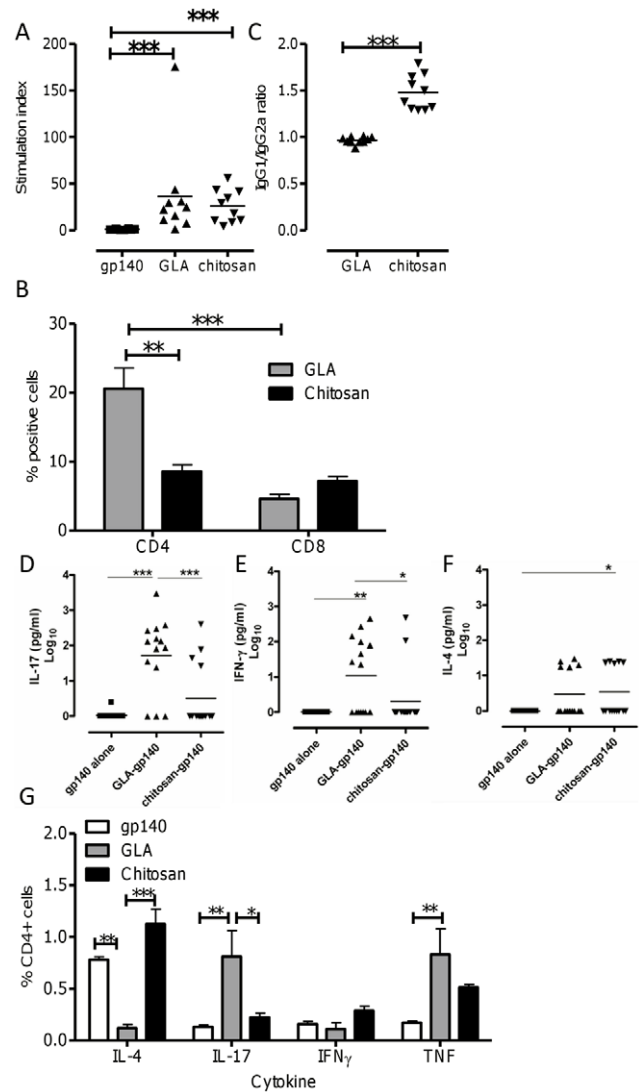 A
***
***
Stimulation index
200
150
100
50
0
gp140 GLA chitosan
C
***
IgG1/IgG2a ratio
2.0
1.5
1.0
0.5
0.0
GLA chitosan
B
***
**
% positive cells
30
20
10
0
GLA
Chitosan
CD4 CD8
D
*** ***
IL-17 (pg/ml)
Log10
4
3
2
1
0
gp140 alone
GLA-gp140
chitosan-gp140
E
*
**
IFN-γ (pg/ml)
Log10
4
3
2
1
0
gp140 alone
GLA-gp140
chitosan-gp140
F
*
IL-4 (pg/ml)
Log10
4
3
2
1
0
gp140 alone
GLA-gp140
chitosan-gp140
G
gp140
GLA
Chitosan
% CD4+ cells
2.0
1.5
1.0
0.5
0.0
*** 
** ** * **
IL-4 IL-17 IFNγ TNF
Cytokine